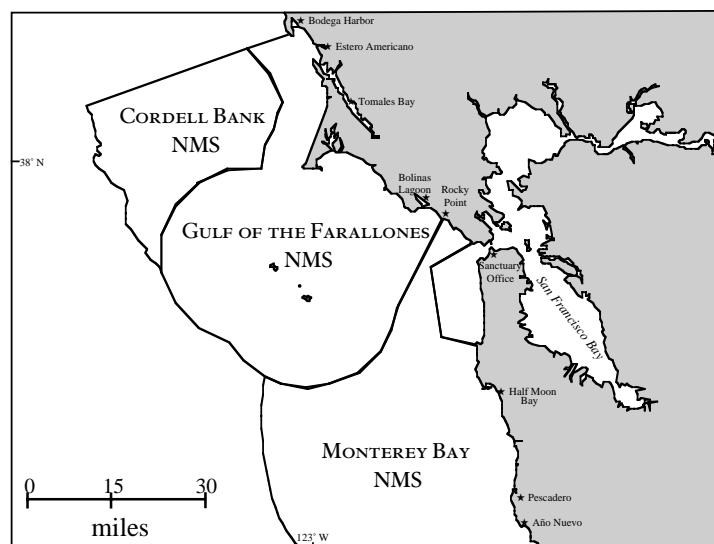 Bodega Harbor
Estero Americano
Tomales Bay
CORDELL BANK
NMS
38° N
Bolinas
Lagoon
Rocky
Point
GULF OF THE FARALLONES
NMS
Sanctuary
Office
San Francisco Bay
Half Moon
Bay
MONTEREY BAY
NMS
0 15 30
miles
Pescadero
Año Nuevo
123° W